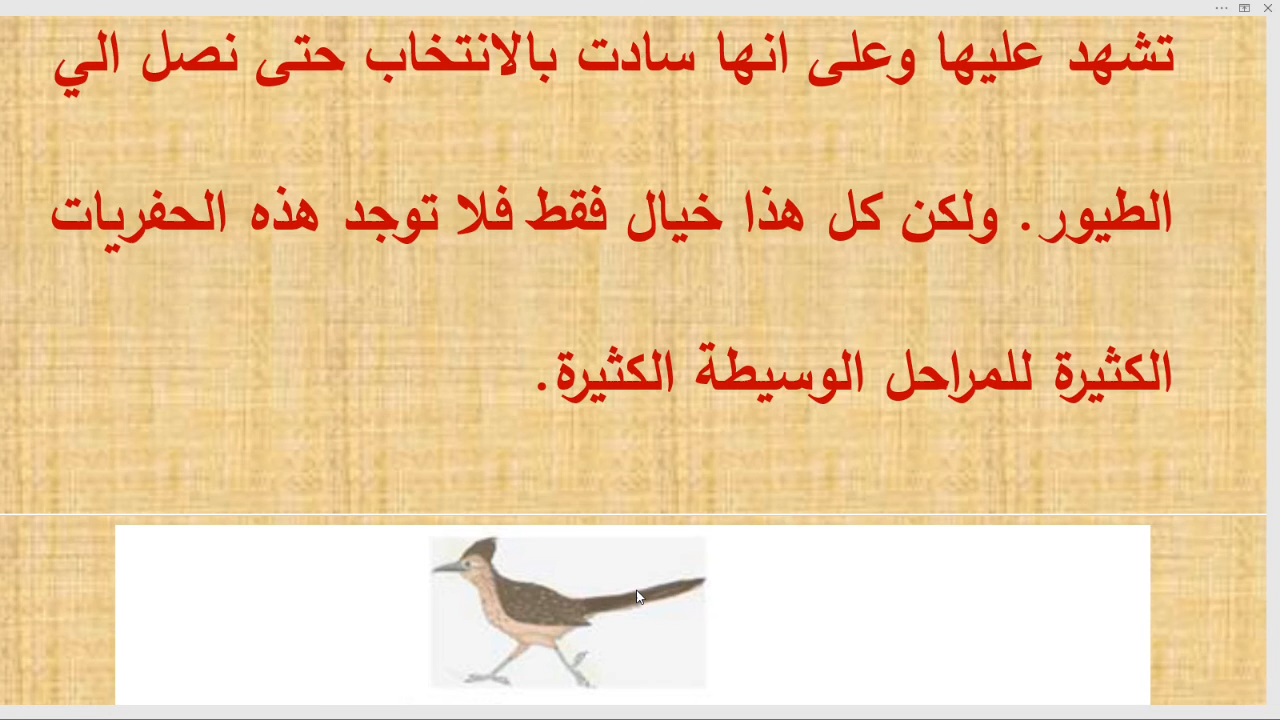 تشهد عليها وعلى انها سادت بالانتخاب حتى نصل الي
الطيور. ولكن كل هذا خيال فقط فلا توجد هذه الحفريات
الكثيرة للمراحل الوسيطة الكثيرة.